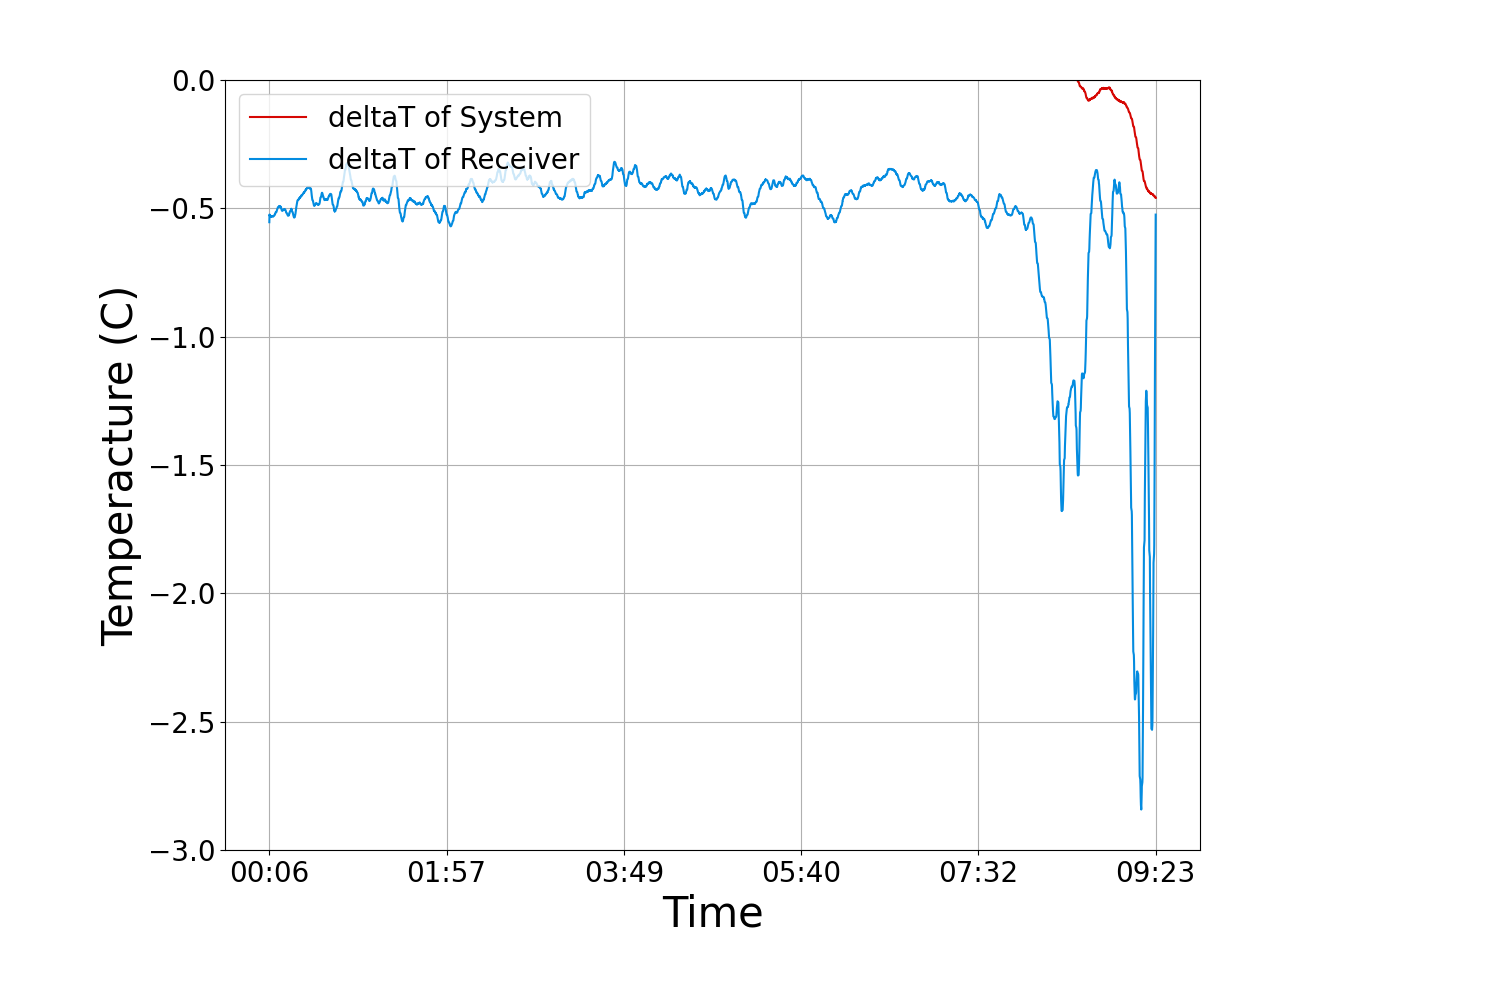 0.0
deltaT of System
deltaT of Receiver
−0.5
−1.0
−1.5
−2.0
−2.5
−3.0
Temperacture (C)
00:06 01:57 03:49 05:40 07:32 09:23
Time